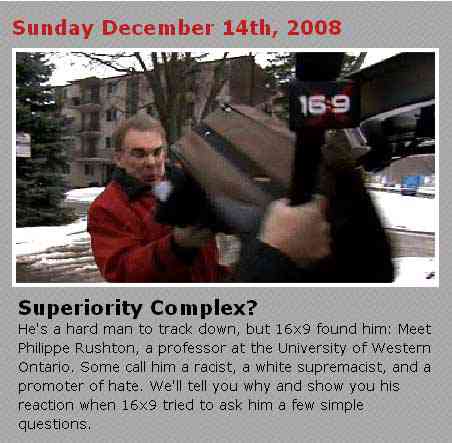 Sunday December 14th, 2008
16:9
Superiority Complex?
He's a hard man to track down, but 16x9 found him: Meet
Philippe Rushton, a professor at the University of Western
Ontario. Some call him a racist, a white supremacist, and a
promoter of hate. We'll tell you why and show you his
reaction when 16x9 tried to ask him a few simple
questions.